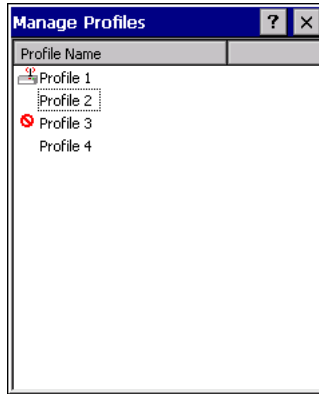 Manage Profiles ? ×
Profile Name
Profile 1
Profile 2
Profile 3
Profile 4